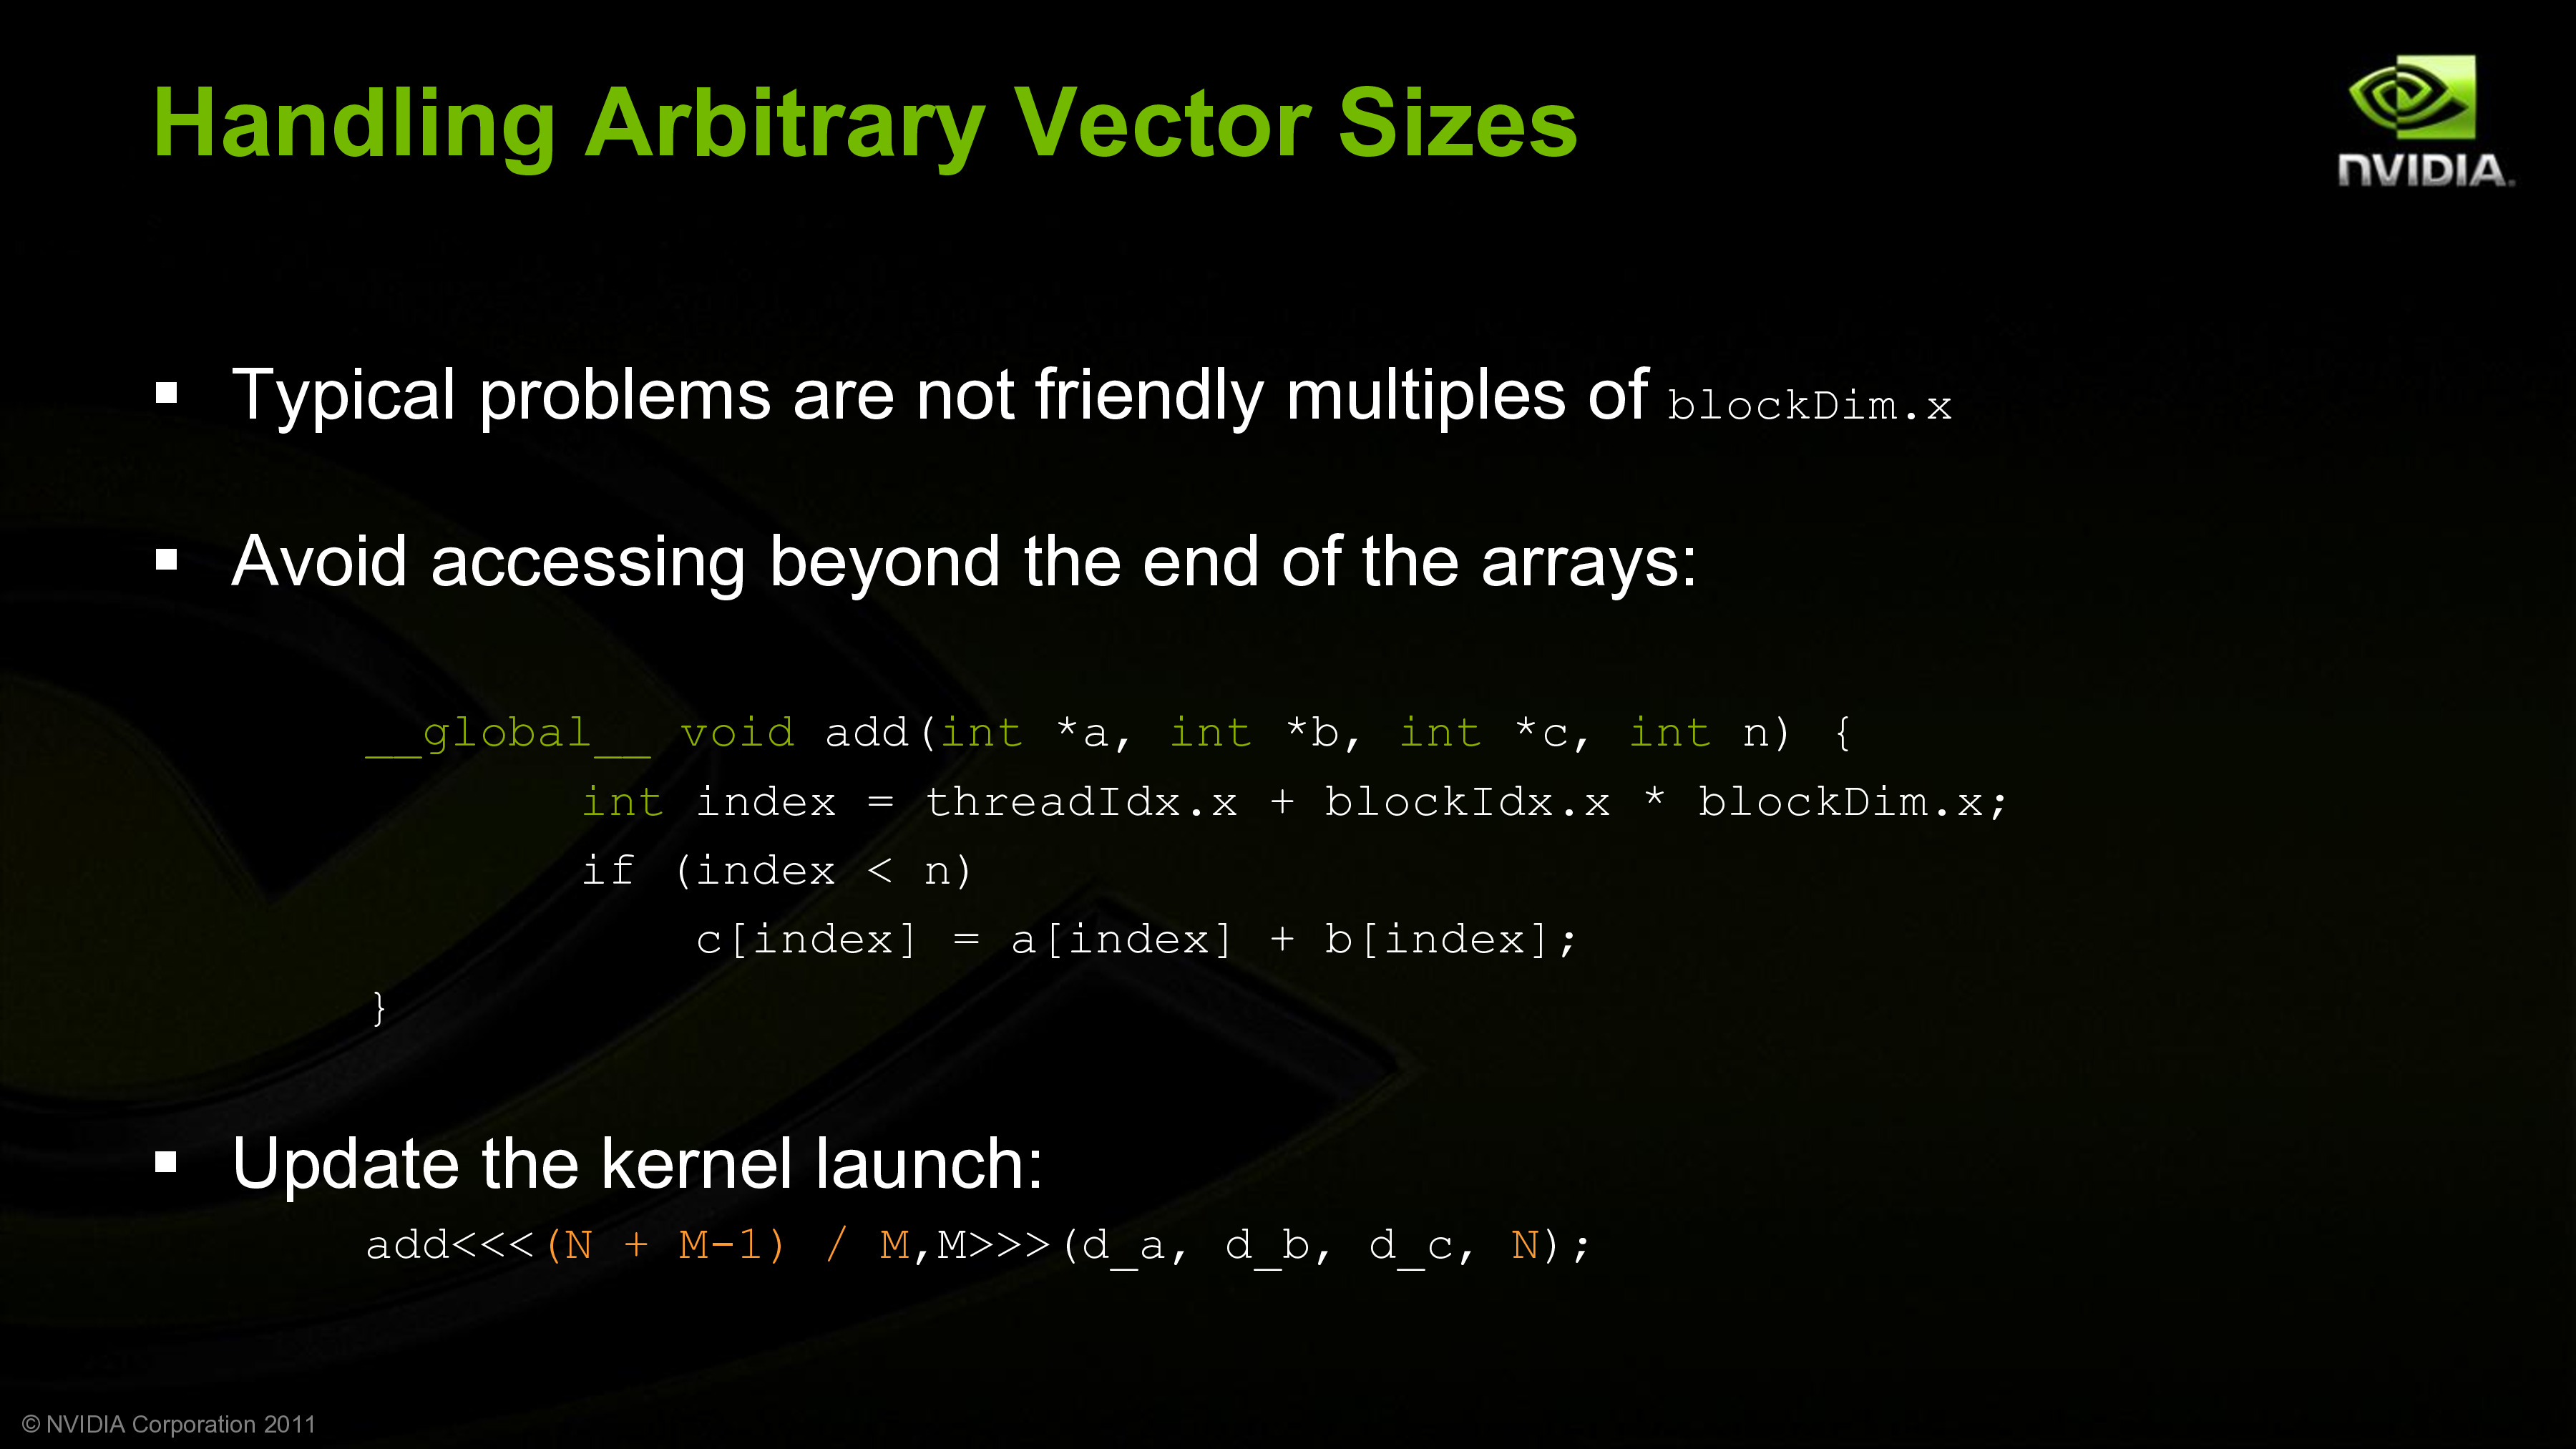 Handling Arbitrary Vector Sizes
NVIDIA.
▪ Typical problems are not friendly multiples of blockDim.x
▪ Avoid accessing beyond the end of the arrays:
__global__ void add(int *a, int *b, int *c, int n) {
int index = threadIdx.x + blockIdx.x * blockDim.x;
if (index < n)
c[index] = a[index] + b[index];
}
▪ Update the kernel launch:
add<<<(N + M-1) / M,M>>>(d_a, d_b, d_c, N);
© NVIDIA Corporation 2011